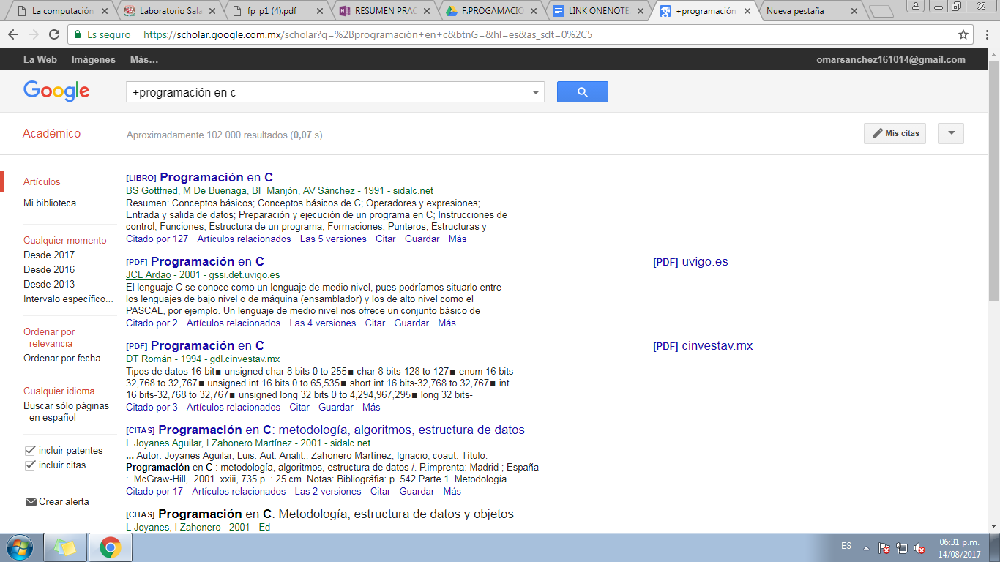 La computación
Laboratorio Sala
fp_p1 (4).pdf
RESUMEN PRAC
F.PROGAMACIO
LINK ONENOTE.
+programación
Nueva pestaña
Es seguro
https://scholar.google.com.mx/scholar?q=%2Bprogramación+en+c&btnG=&hl=es&as_sdt=0%2C5
La Web Imágenes Más...
omarsanchez161014@gmail.com
Google
+programación en c
Académico
Aproximadamente 102.000 resultados (0,07 s)
Mis citas
Artículos
Mi biblioteca
Cualquier momento
Desde 2017
Desde 2016
Desde 2013
Intervalo específico...
Ordenar por
relevancia
Ordenar por fecha
Cualquier idioma
Buscar sólo páginas
en español
incluir patentes
incluir citas
Crear alerta
[LIBRO] Programación en C
BS Gottfried, M De Buenaga, BF Manjón, AV Sánchez - 1991 - sidalc.net
Resumen: Conceptos básicos; Conceptos básicos de C; Operadores y expresiones;
Entrada y salida de datos; Preparación y ejecución de un programa en C; Instrucciones de
control; Funciones; Estructura de un programa; Formaciones; Punteros; Estructuras y
Citado por 127 Artículos relacionados Las 5 versiones Citar Guardar Más
[PDF] Programación en C
JCL Ardao - 2001 - gssi.det.uvigo.es
El lenguaje C se conoce como un lenguaje de medio nivel, pues podríamos situarlo entre
los lenguajes de bajo nivel o de máquina (ensamblador) y los de alto nivel como el
PASCAL, por ejemplo. Un lenguaje de medio nivel nos ofrece un conjunto básico de
Citado por 2 Artículos relacionados Las 4 versiones Citar Guardar Más
[PDF] uvigo.es
[PDF] Programación en C
DT Román - 1994 - gdl.cinvestav.mx
Tipos de datos 16-bit■ unsigned char 8 bits 0 to 255■ char 8 bits-128 to 127■ enum 16 bits-
32,768 to 32,767■ unsigned int 16 bits 0 to 65,535■ short int 16 bits-32,768 to 32,767■ int
16 bits-32,768 to 32,767■ unsigned long 32 bits 0 to 4,294,967,295■ long 32 bits-
Citado por 3 Artículos relacionados Citar Guardar Más
[PDF] cinvestav.mx
[CITAS] Programación en C: metodología, algoritmos, estructura de datos
L Joyanes Aguilar, I Zahonero Martínez - 2001 - sidalc.net
... Autor: Joyanes Aguilar, Luis. Aut. Analit.: Zahonero Martínez, Ignacio, coaut. Título:
Programación en C : metodología, algoritmos, estructura de datos /. P.imprenta: Madrid ; España
:. McGraw-Hill,. 2001. xxiii, 735 p. : 25 cm. Notas: Bibliográfia: p. 542 Parte 1. Metodología
Citado por 17 Artículos relacionados Las 2 versiones Citar Guardar Más
[CITAS] Programación en C: Metodología, estructura de datos y objetos
L Joyanes, I Zahonero - 2001 - Ed
ES
06:31 p.m.
14/08/2017